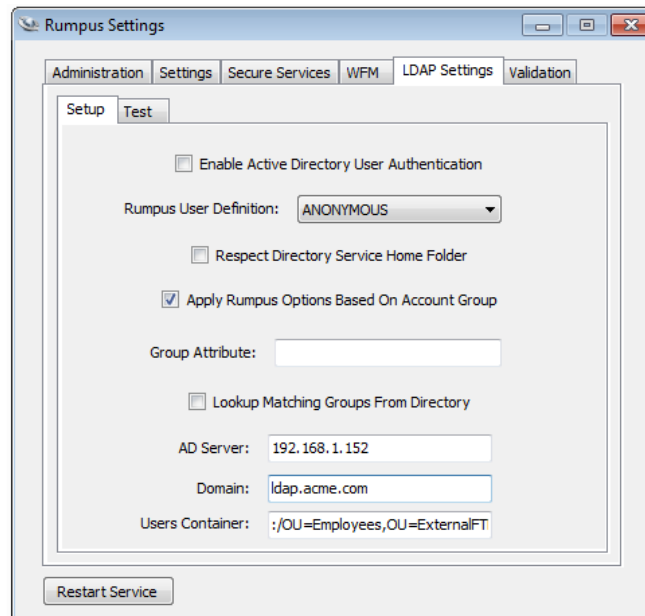 Rumpus Settings
Administration Settings Secure Services WFM LDAP Settings Validation
Setup Test
Enable Active Directory User Authentication
Rumpus User Definition: ANONYMOUS
Respect Directory Service Home Folder
Apply Rumpus Options Based On Account Group
Group Attribute:
Lookup Matching Groups From Directory
AD Server: 192.168.1.152
Domain: ldap.acme.com
Users Container: :/OU=Employees,OU=ExternalFT
Restart Service